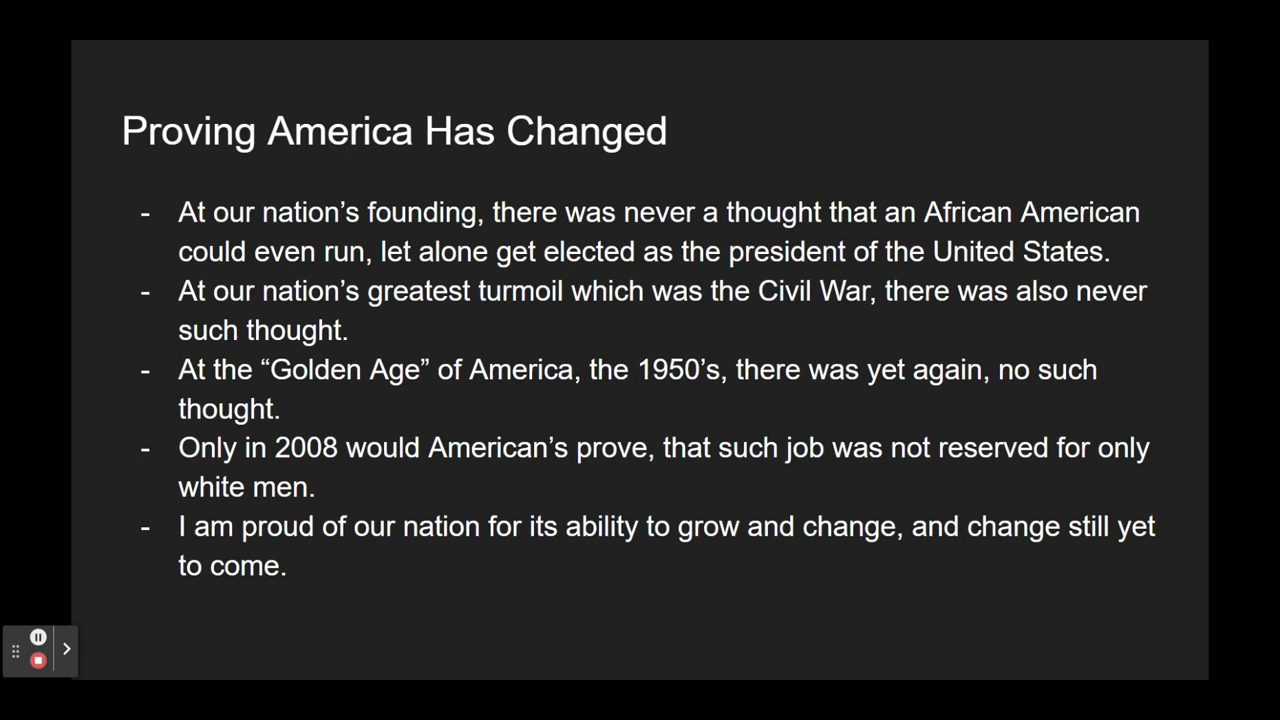 Proving America Has Changed
- At our nation’s founding, there was never a thought that an African American
could even run, let alone get elected as the president of the United States.
- At our nation’s greatest turmoil which was the Civil War, there was also never
such thought.
- At the “Golden Age” of America, the 1950’s, there was yet again, no such
thought.
- Only in 2008 would American’s prove, that such job was not reserved for only
white men.
- I am proud of our nation for its ability to grow and change, and change still yet
to come.